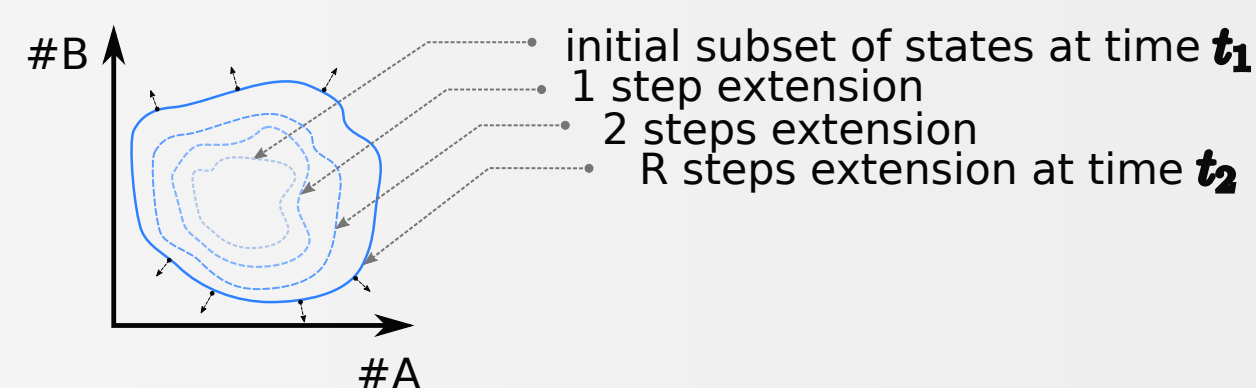 #B
initial subset of states at time t₁
1 step extension
2 steps extension
R steps extension at time t₂
#A